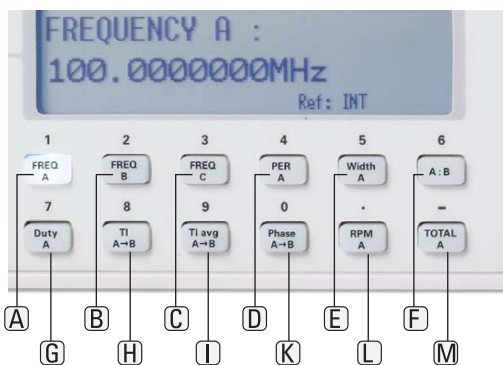 FREQUENCY A :
100.0000000MHz
Ref: INT
1 2 3 4 5 6
FREQ A FREQ B FREQ C PER A Width A A:B
7 8 9 0 . –
Duty A TI A→B TI avg A→B Phase A→B RPM A TOTAL A
A B C D E F
G H I K L M